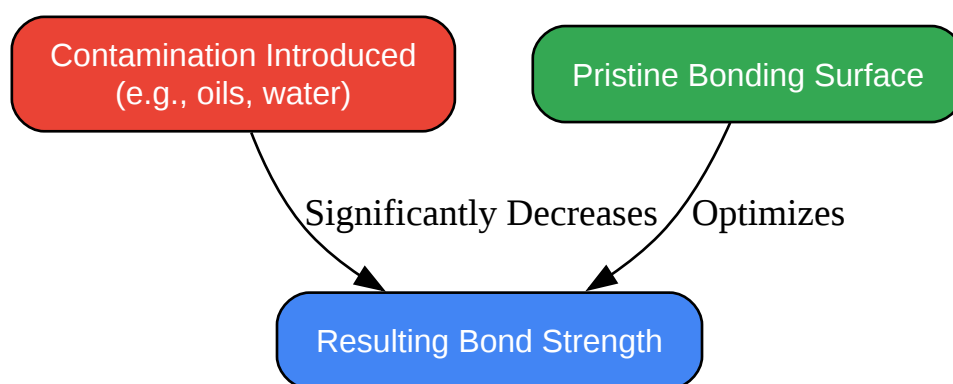 Contamination Introduced
(e.g., oils, water)
Pristine Bonding Surface
Significantly Decreases
Optimizes
Resulting Bond Strength